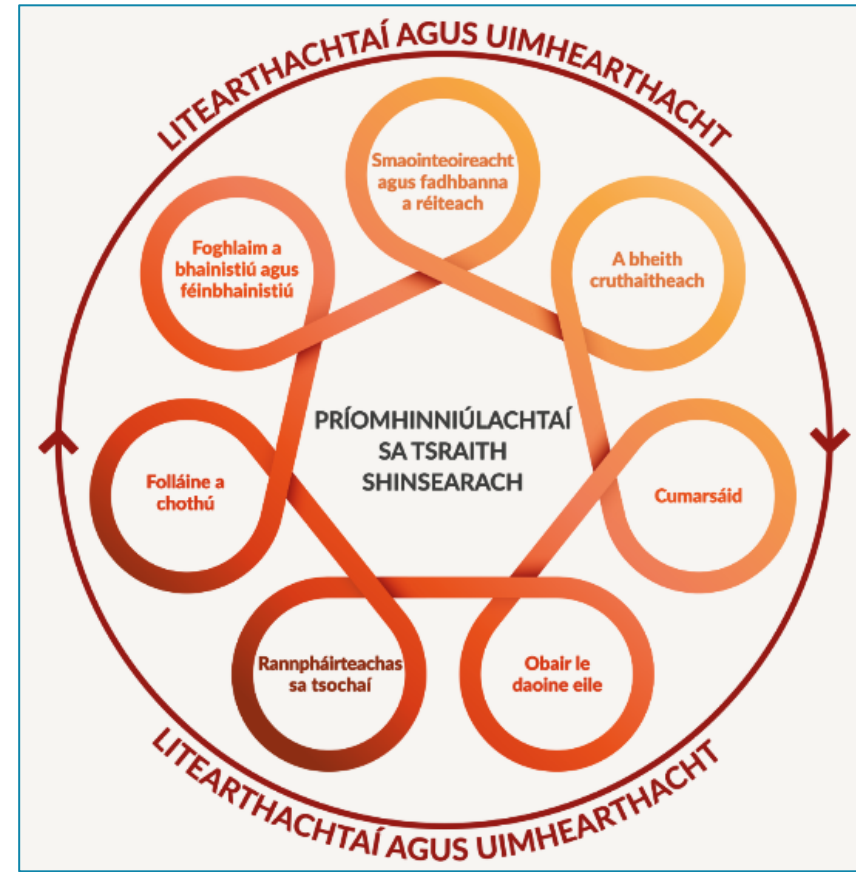 LITEARTHACHTAÍ AGUS UIMHEARTHACHT
Smaointeoireacht
agus fadhbanna
a réiteach
A bheith
cruthaitheach
Cumarsáid
Obair le
daoine eile
Rannpháirteachas
sa tsochaí
Folláine a
chothú
Foghlaim a
bhainistiú agus
féinbhainistiú
PRÍOMHINNIÚLACHTAÍ
SA TSRAITH
SHINSEARACH
LITEARTHACHTAÍ AGUS UIMHEARTHACHT